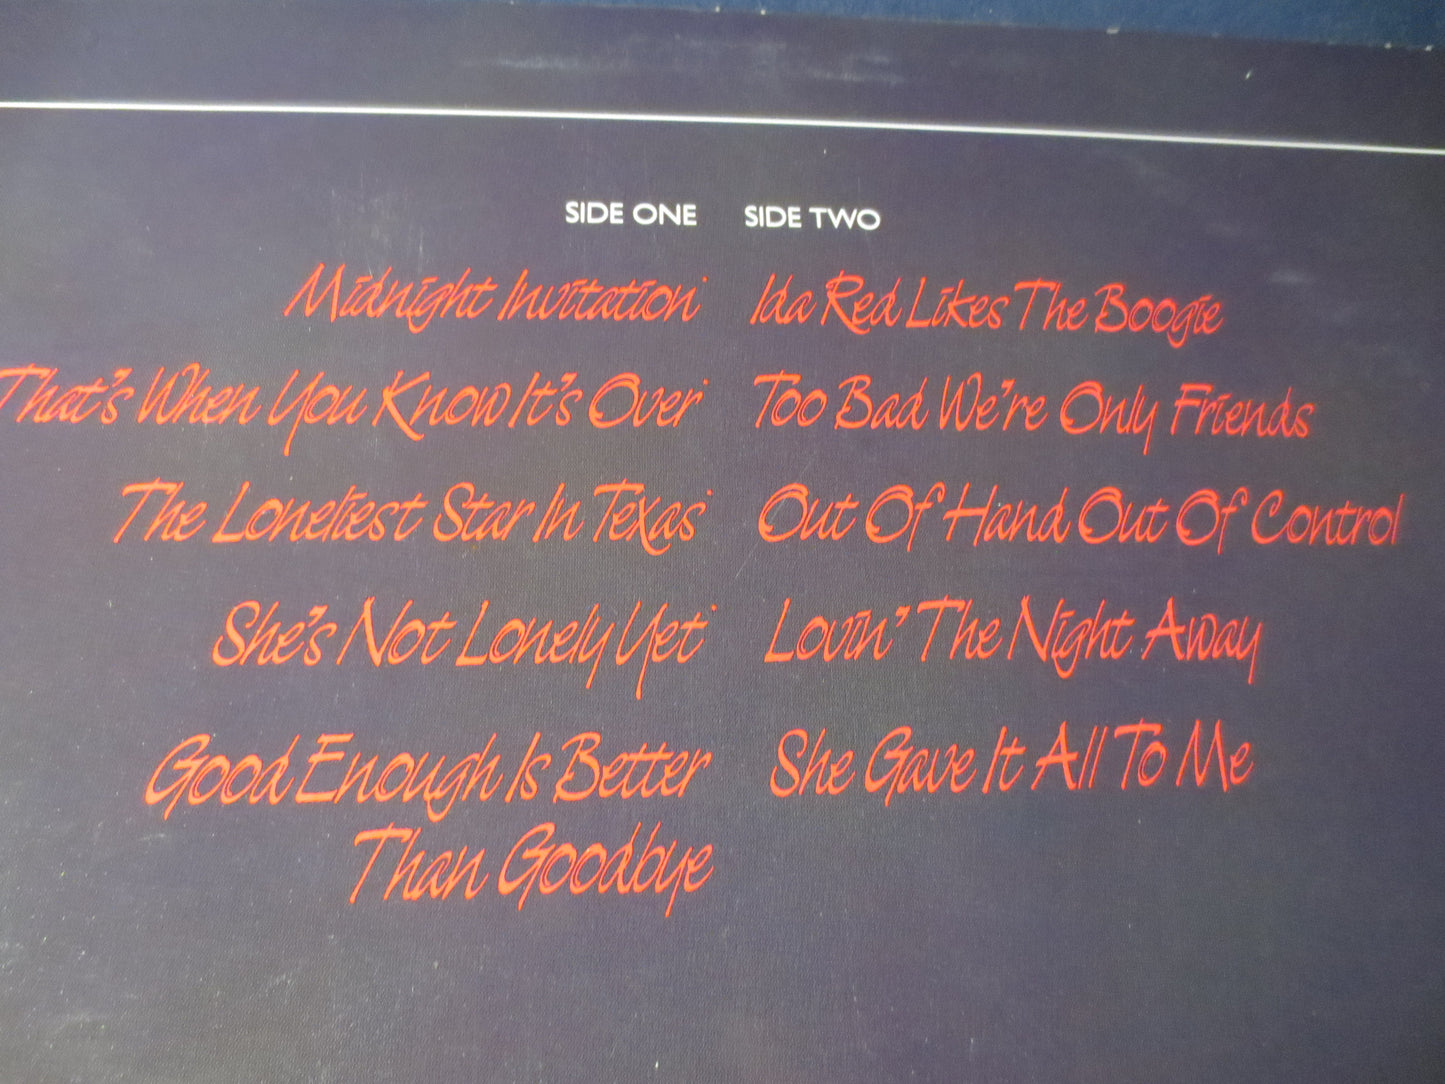 SIDE ONE
Midnight Invitation
That's When You Know It's Over
The Loneliest Star In Texas
She's Not Lonely Yet
Good Enough Is Better
Than Goodbye
SIDE TWO
Ida Red Likes The Boogie
Too Bad We're Only Friends
Out Of Hand Out Of Control
Lovin' The Night Away
She Gave It All To Me